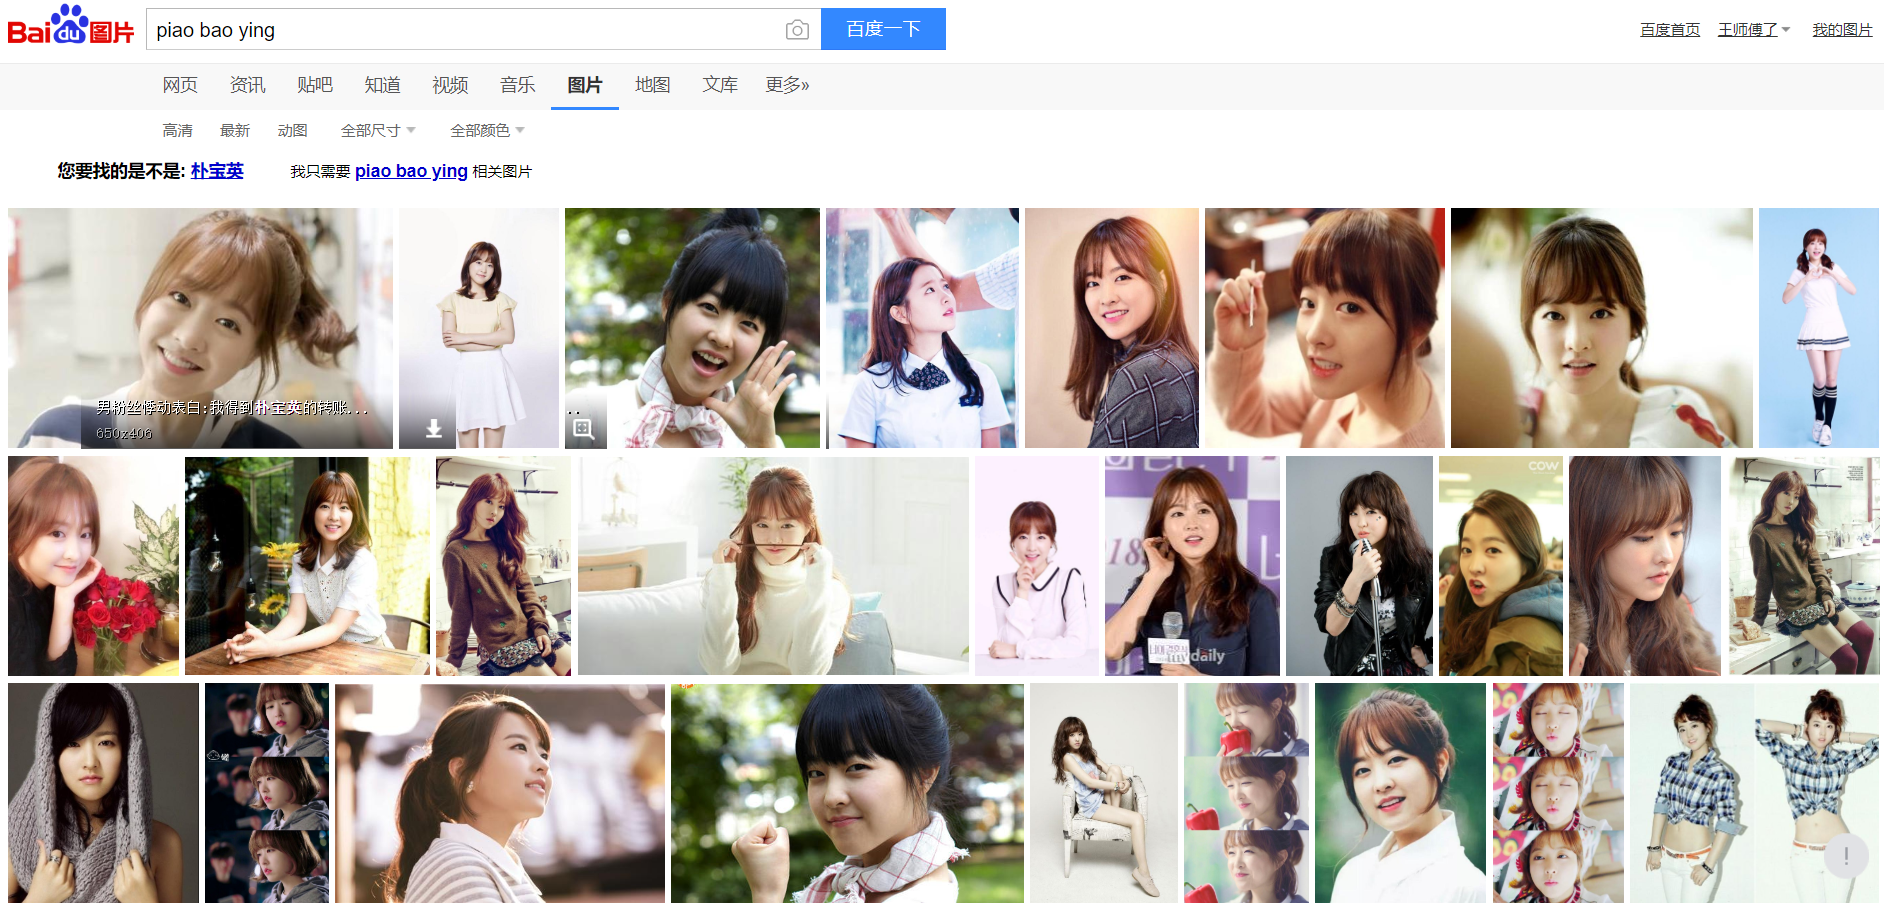 Bai du 图片
piao bao ying
百度一下
百度首页 王师傅了 我的图片
网页 资讯 贴吧 知道 视频 音乐 图片 地图 文库 更多»
高清 最新 动图 全部尺寸 全部颜色
您要找的是不是: 朴宝英 我只需要 piao bao ying 相关图片
男粉丝悸动表白:我得到朴宝英的转账...
650x406
..
COW
18
daily
!